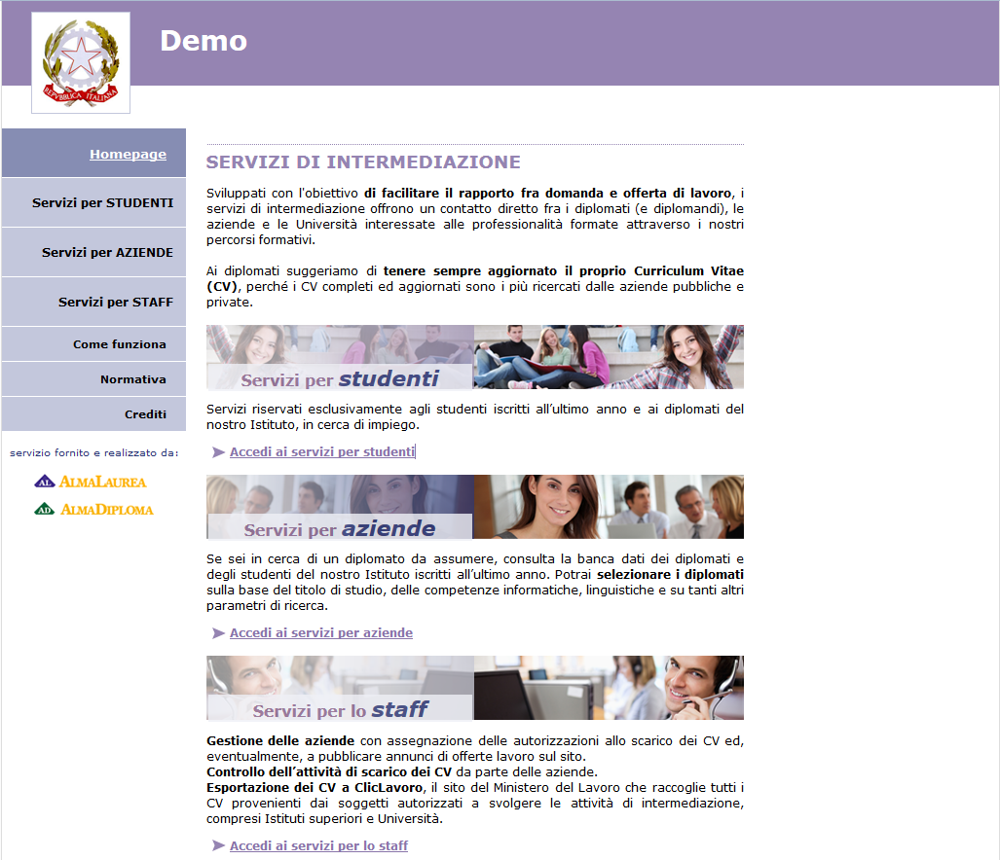 REPVBBLICA ITALIANA
Demo
Homepage
Servizi per STUDENTI
Servizi per AZIENDE
Servizi per STAFF
Come funziona
Normativa
Crediti
servizio fornito e realizzato da:
AL ALMALAUREA
AD ALMADIPLOMA
SERVIZI DI INTERMEDIAZIONE
Sviluppati con l'obiettivo di facilitare il rapporto fra domanda e offerta di lavoro, i
servizi di intermediazione offrono un contatto diretto fra i diplomati (e diplomandi), le
aziende e le Università interessate alle professionalità formate attraverso i nostri
percorsi formativi.
Ai diplomati suggeriamo di tenere sempre aggiornato il proprio Curriculum Vitae
(CV), perché i CV completi ed aggiornati sono i più ricercati dalle aziende pubbliche e
private.
Servizi per studenti
Servizi riservati esclusivamente agli studenti iscritti all’ultimo anno e ai diplomati del
nostro Istituto, in cerca di impiego.
Accedi ai servizi per studenti
Servizi per aziende
Se sei in cerca di un diplomato da assumere, consulta la banca dati dei diplomati e
degli studenti del nostro Istituto iscritti all’ultimo anno. Potrai selezionare i diplomati
sulla base del titolo di studio, delle competenze informatiche, linguistiche e su tanti altri
parametri di ricerca.
Accedi ai servizi per aziende
Servizi per lo staff
Gestione delle aziende con assegnazione delle autorizzazioni allo scarico dei CV ed,
eventualmente, a pubblicare annunci di offerte lavoro sul sito.
Controllo dell’attività di scarico dei CV da parte delle aziende.
Esportazione dei CV a ClicLavoro, il sito del Ministero del Lavoro che raccoglie tutti i
CV provenienti dai soggetti autorizzati a svolgere le attività di intermediazione,
compresi Istituti superiori e Università.
Accedi ai servizi per lo staff